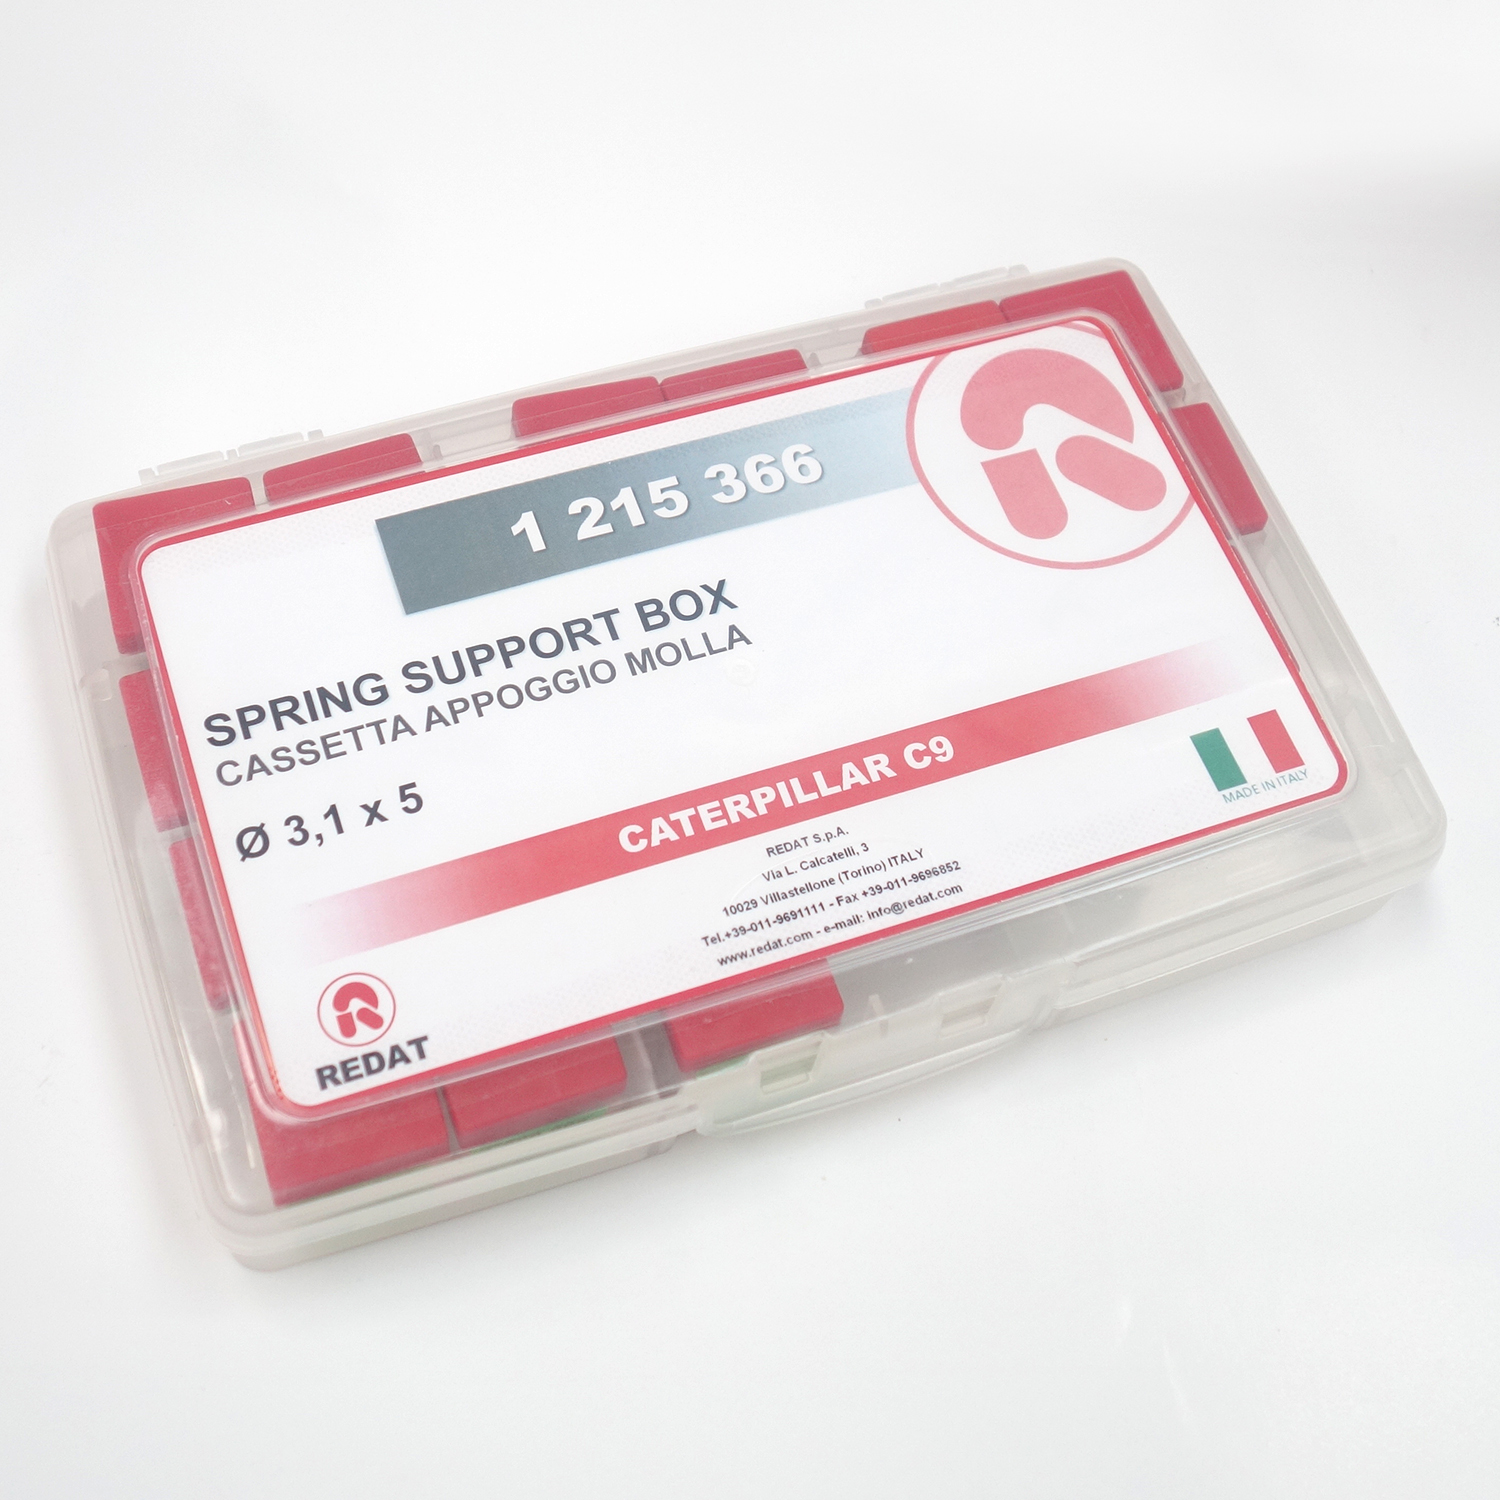 1 215 366
SPRING SUPPORT BOX
CASSETTA APPOGGIO MOLLA
Ø 3,1 x 5
CATERPILLAR C9
MADE IN ITALY
REDAT S.p.A.
Via L. Calcatelli, 3
10029 Villastellone (Torino) ITALY
Tel.+39-011-9691111 - Fax +39-011-9696852
www.redat.com - e-mail: info@redat.com
REDAT